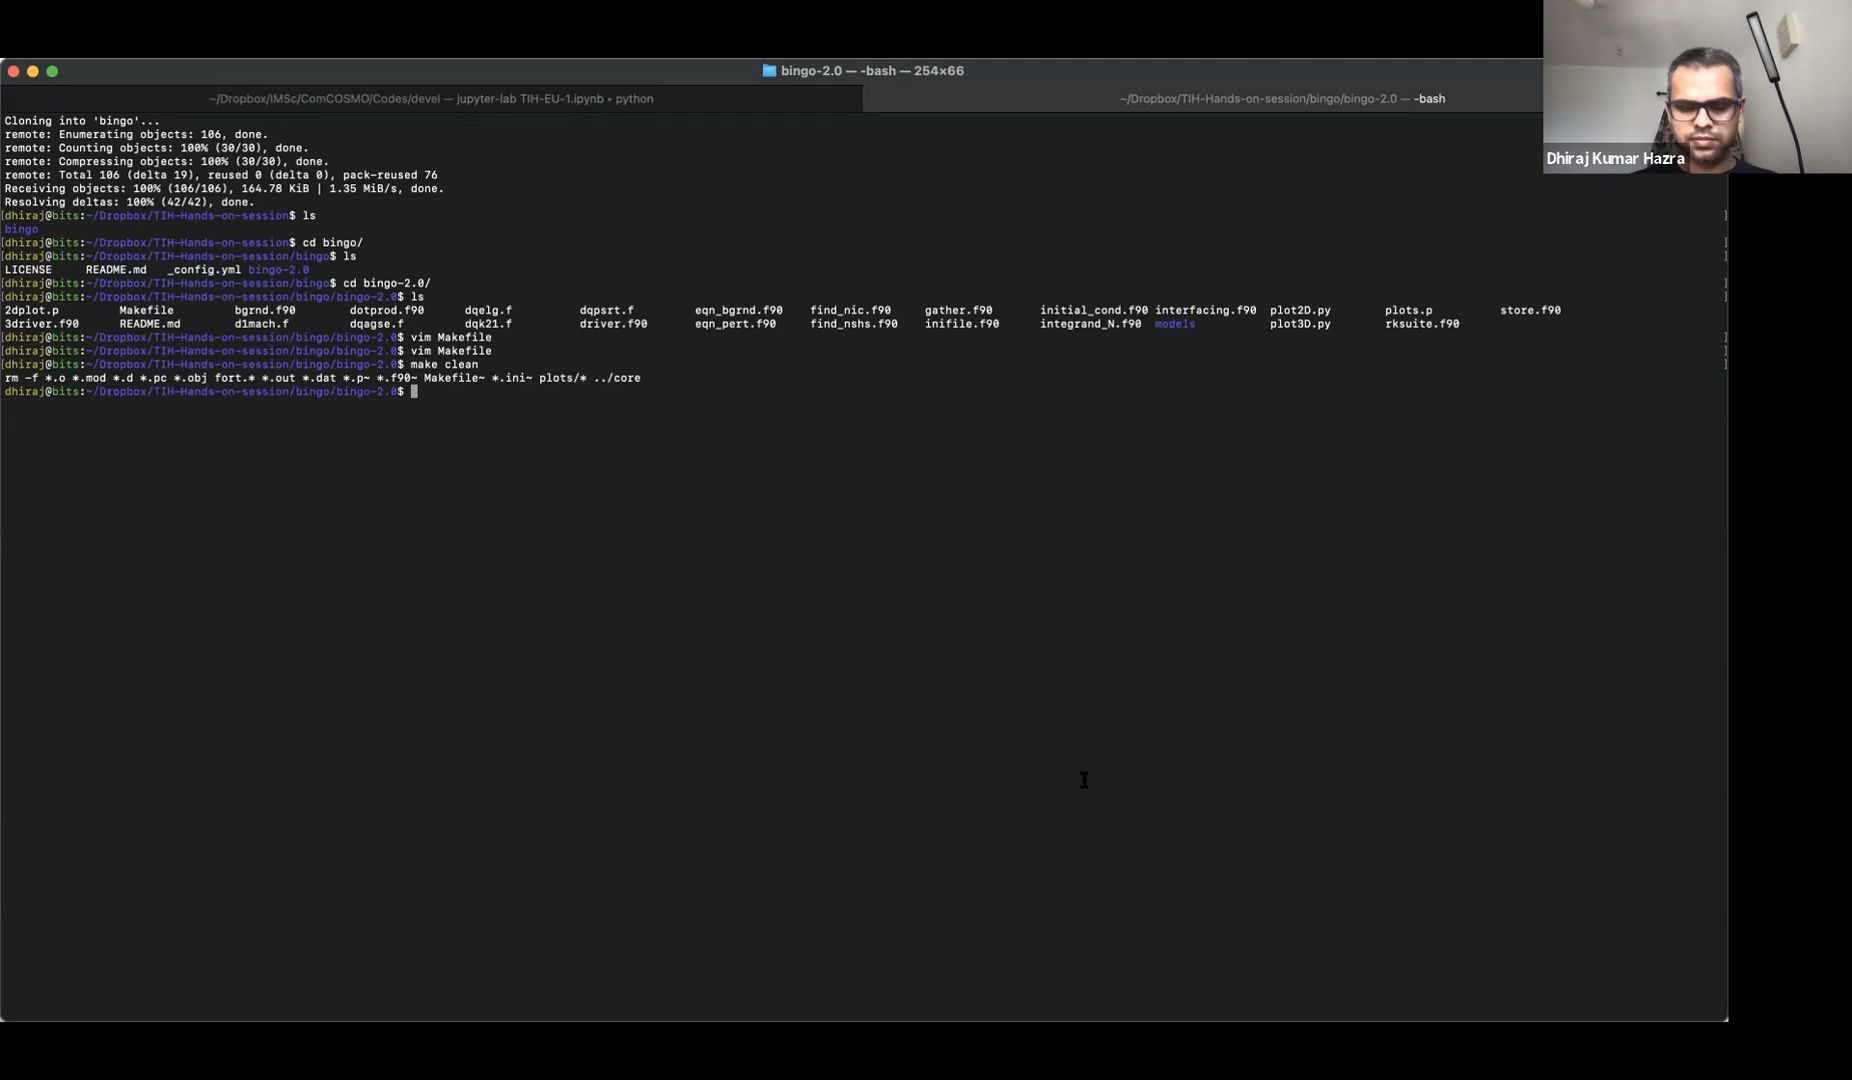 bingo-2.0 — -bash — 254×66
~/Dropbox/IMSc/ComCOSMO/Codes/devel — jupyter-lab TIH-EU-1.ipynb ▸ python
~/Dropbox/TIH-Hands-on-session/bingo/bingo-2.0 — -bash
Dhiraj Kumar Hazra
Cloning into 'bingo'...
remote: Enumerating objects: 106, done.
remote: Counting objects: 100% (30/30), done.
remote: Compressing objects: 100% (30/30), done.
remote: Total 106 (delta 19), reused 0 (delta 0), pack-reused 76
Receiving objects: 100% (106/106), 164.78 KiB | 1.35 MiB/s, done.
Resolving deltas: 100% (42/42), done.
[dhiraj@bits:~/Dropbox/TIH-Hands-on-session$ ls ]
bingo
[dhiraj@bits:~/Dropbox/TIH-Hands-on-session$ cd bingo/ ]
[dhiraj@bits:~/Dropbox/TIH-Hands-on-session/bingo$ ls ]
LICENSE README.md _config.yml bingo-2.0
[dhiraj@bits:~/Dropbox/TIH-Hands-on-session/bingo$ cd bingo-2.0/ ]
[dhiraj@bits:~/Dropbox/TIH-Hands-on-session/bingo/bingo-2.0$ ls ]
2dplot.p Makefile bgrnd.f90 dotprod.f90 dqelg.f dqpsrt.f eqn_bgrnd.f90 find_nic.f90 gather.f90 initial_cond.f90 interfacing.f90 plot2D.py plots.p store.f90
3driver.f90 README.md d1mach.f dqagse.f dqk21.f driver.f90 eqn_pert.f90 find_nshs.f90 inifile.f90 integrand_N.f90 models plot3D.py rksuite.f90
[dhiraj@bits:~/Dropbox/TIH-Hands-on-session/bingo/bingo-2.0$ vim Makefile ]
[dhiraj@bits:~/Dropbox/TIH-Hands-on-session/bingo/bingo-2.0$ vim Makefile ]
[dhiraj@bits:~/Dropbox/TIH-Hands-on-session/bingo/bingo-2.0$ make clean ]
rm -f *.o *.mod *.d *.pc *.obj fort.* *.out *.dat *.p~ *.f90~ Makefile~ *.ini~ plots/* ../core
dhiraj@bits:~/Dropbox/TIH-Hands-on-session/bingo/bingo-2.0$